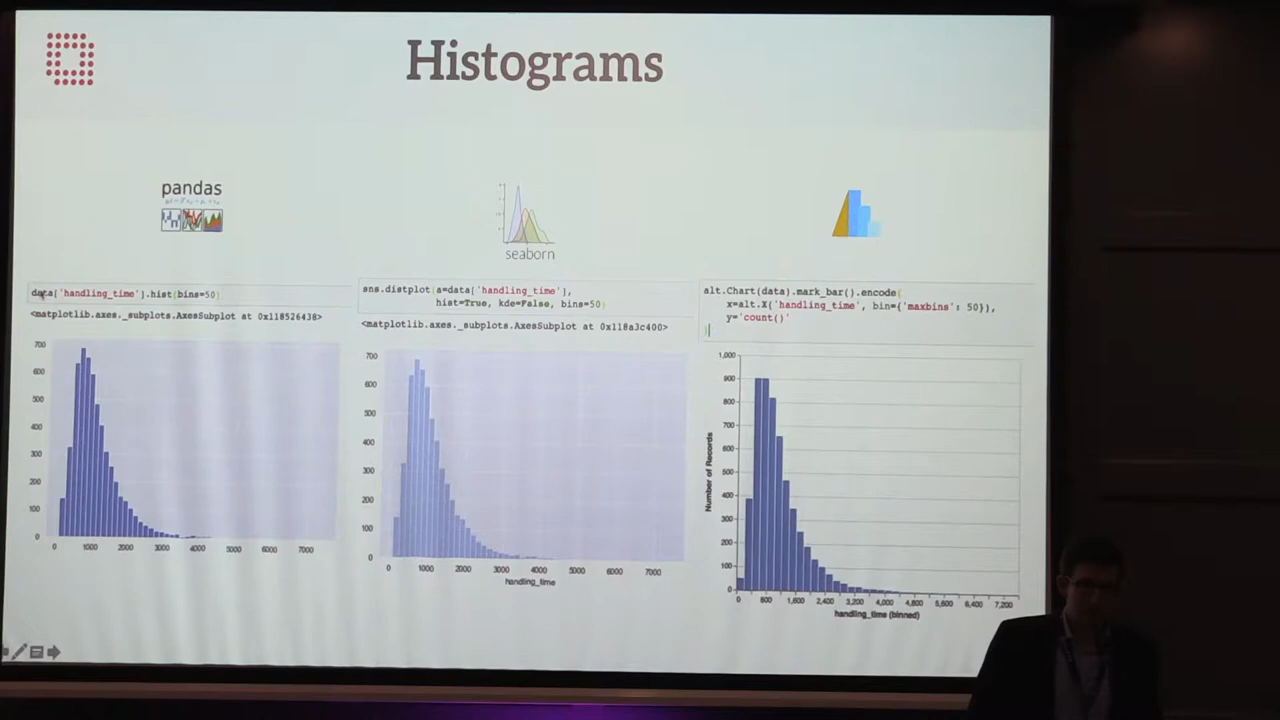 Histograms
pandas
data['handling_time'].hist(bins=50)
<matplotlib.axes._subplots.AxesSubplot at 0x118526438>
700
600
500
400
300
200
100
0
0 1000 2000 3000 4000 5000 6000 7000
seaborn
sns.distplot(a=data['handling_time'],
hist=True, kde=False, bins=50)
<matplotlib.axes._subplots.AxesSubplot at 0x118a3c400>
700
600
500
400
300
200
100
0
0 1000 2000 3000 4000 5000 6000 7000
handling_time
alt.Chart(data).mark_bar().encode(
x=alt.X('handling_time', bin={'maxbins': 50}),
y='count()'
)
1,000
900
800
700
600
500
400
300
200
100
0
Number of Records
0 800 1,600 2,400 3,200 4,000 4,800 5,600 6,400 7,200
handling_time (binned)